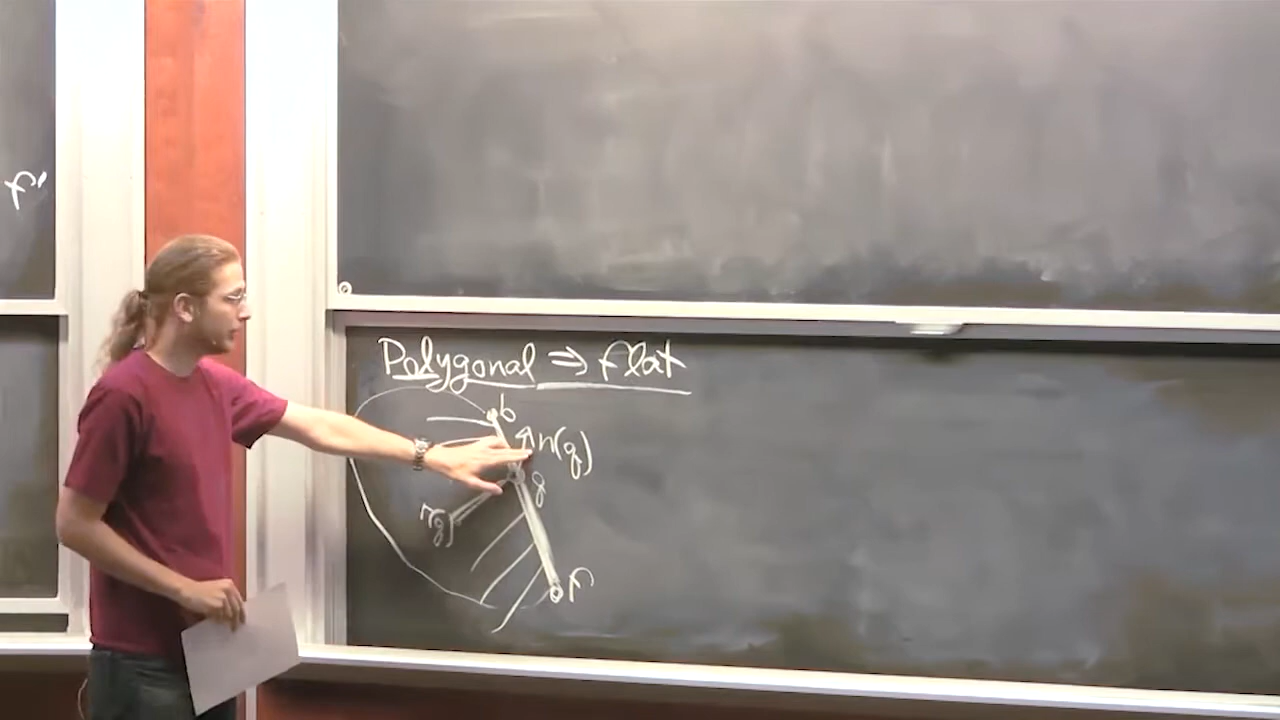 r'
Polygonal ⇒ flat
b
n(q)
q
r(q)
r